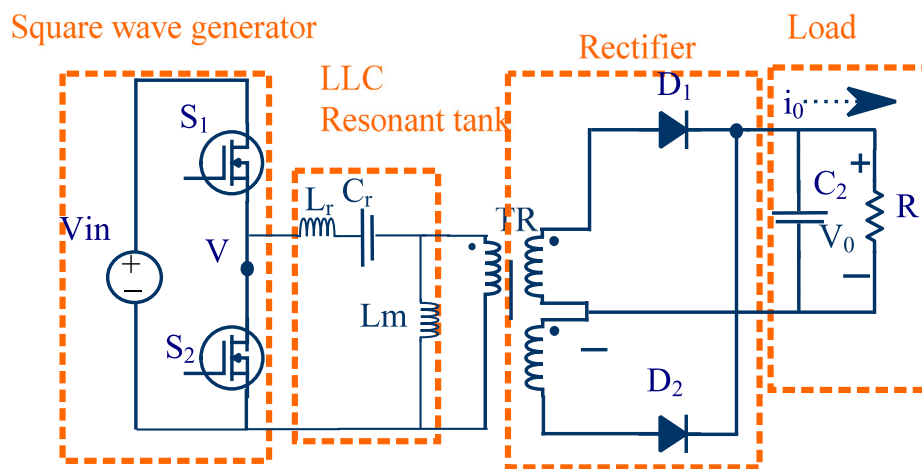 Square wave generator
Rectifier
Load
LLC
Resonant tank
D₁
i₀
S₁
C₂
+
Lᵣ
Cᵣ
R
Vin
V
TR
V₀
+
−
Lm
−
S₂
−
D₂